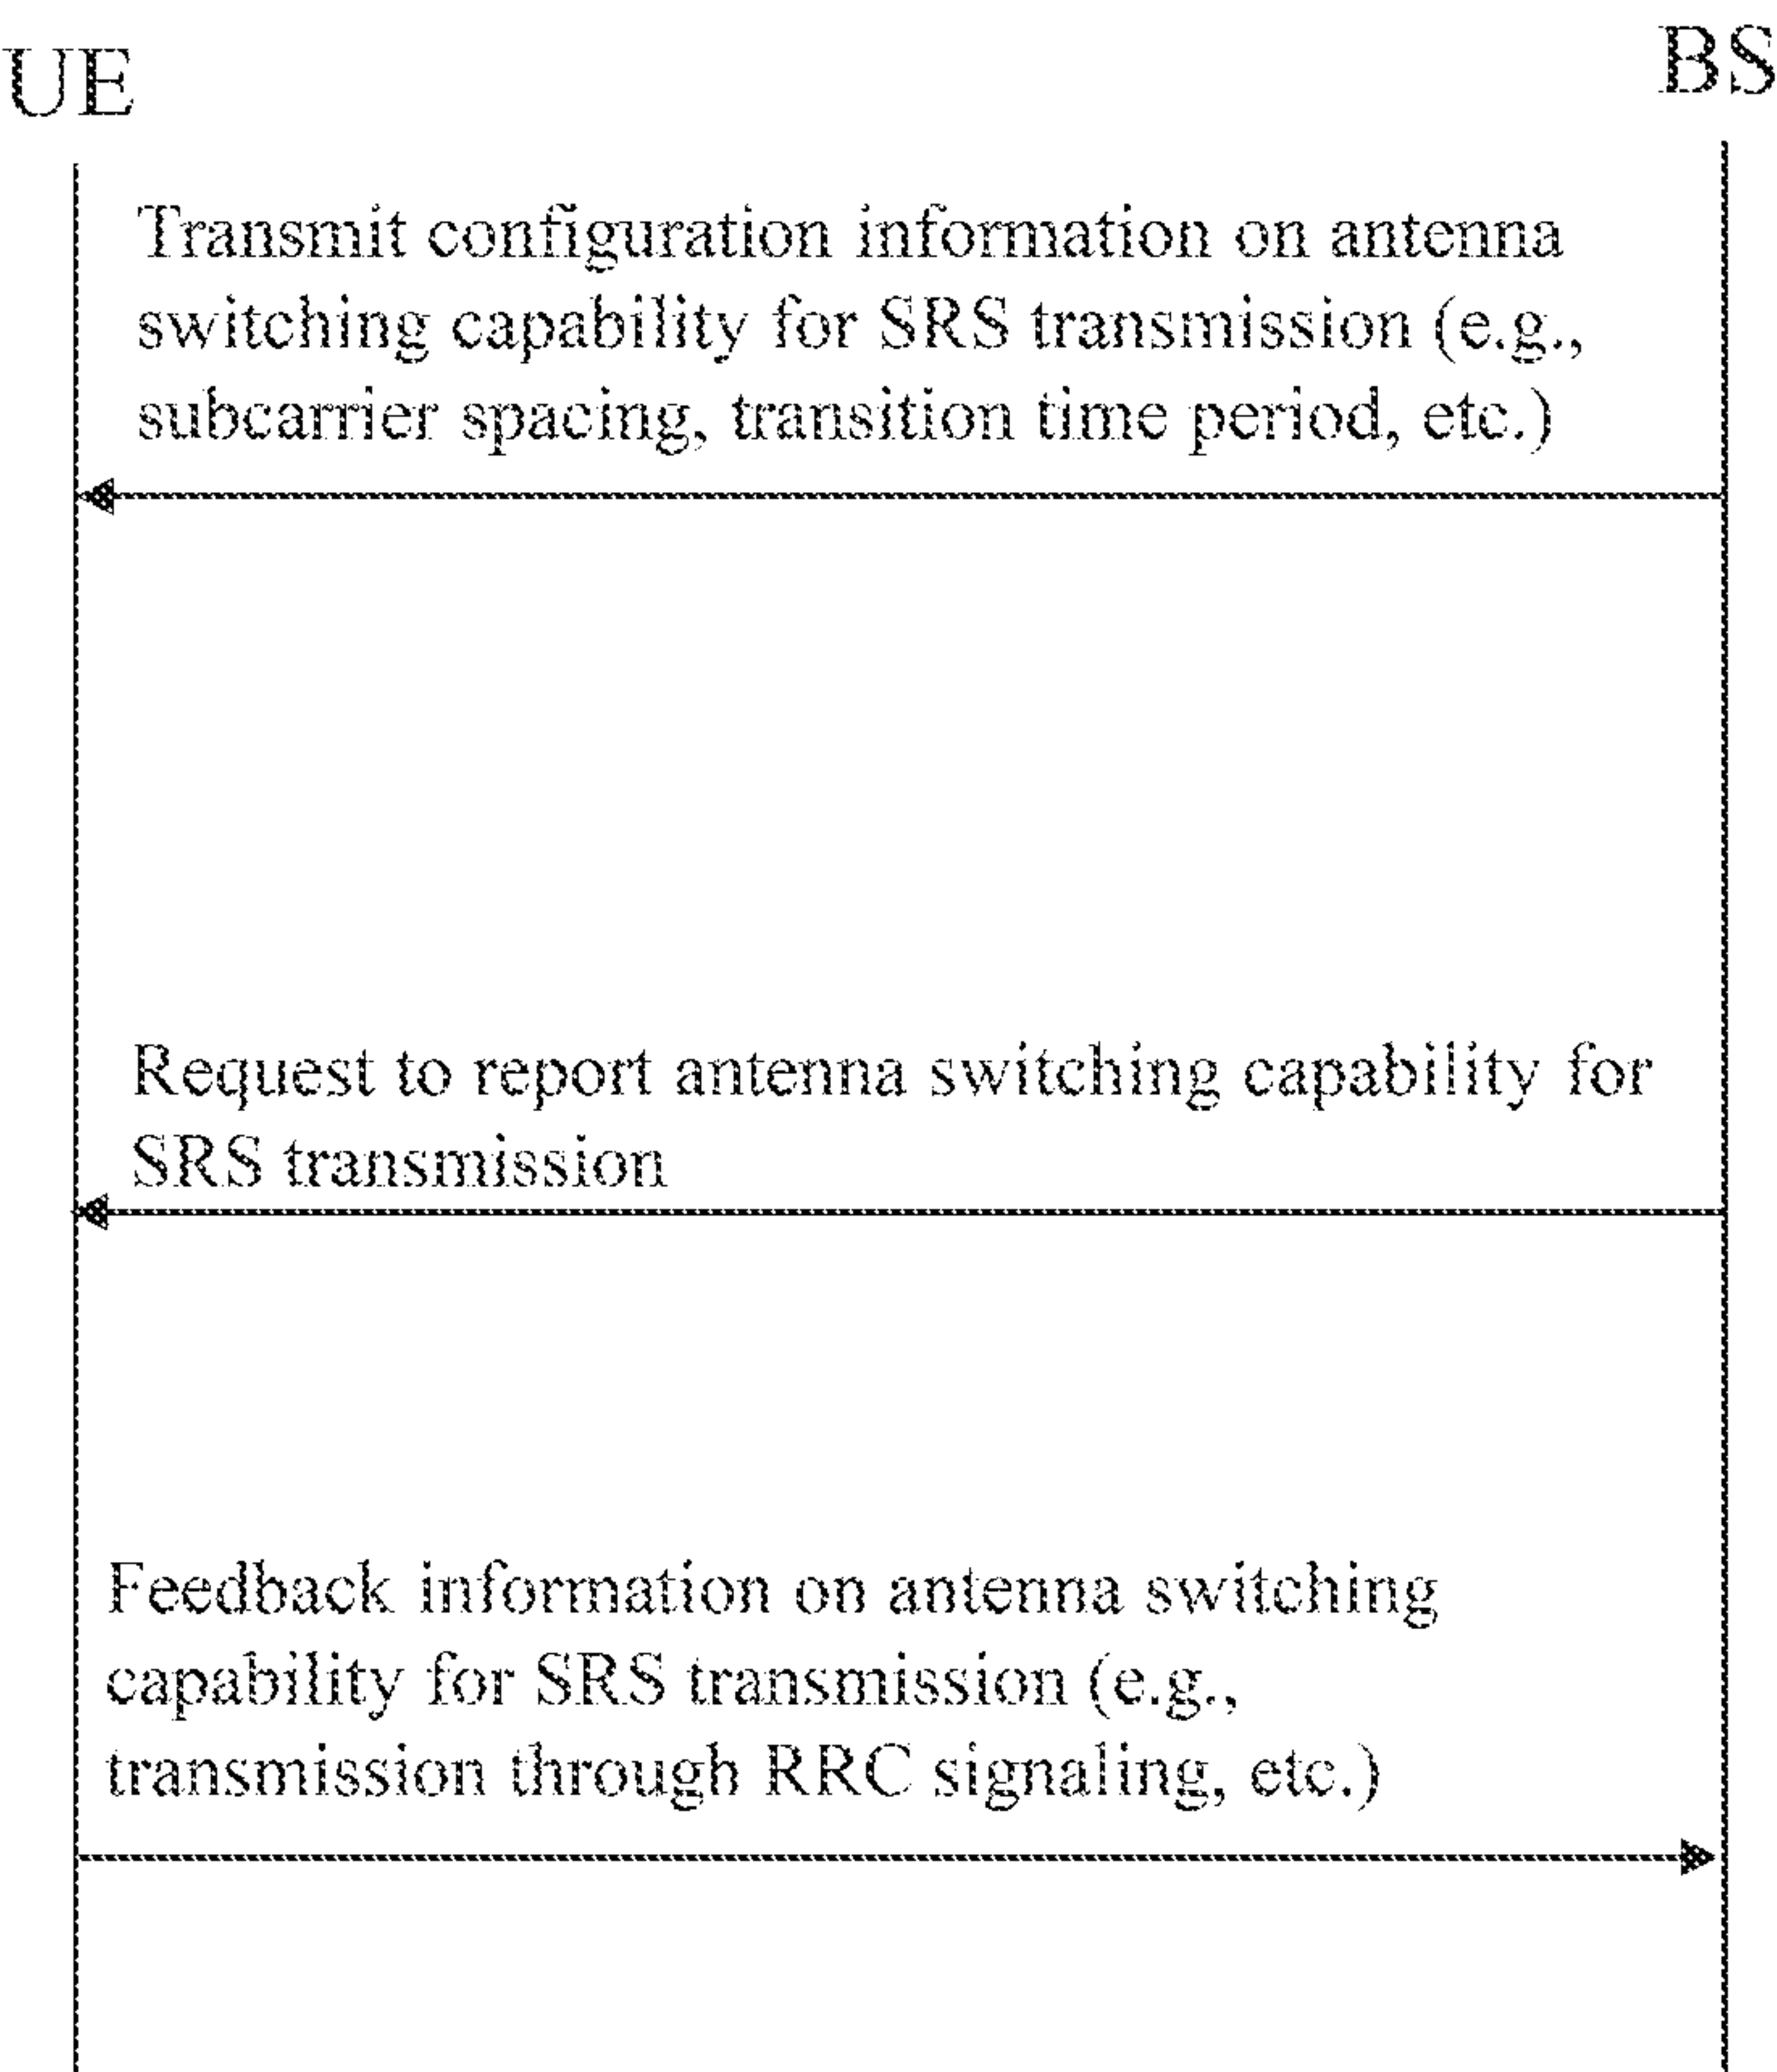 UE
BS
Transmit configuration information on antenna
switching capability for SRS transmission (e.g.,
subcarrier spacing, transition time period, etc.)
Request to report antenna switching capability for
SRS transmission
Feedback information on antenna switching
capability for SRS transmission (e.g.,
transmission through RRC signaling, etc.)